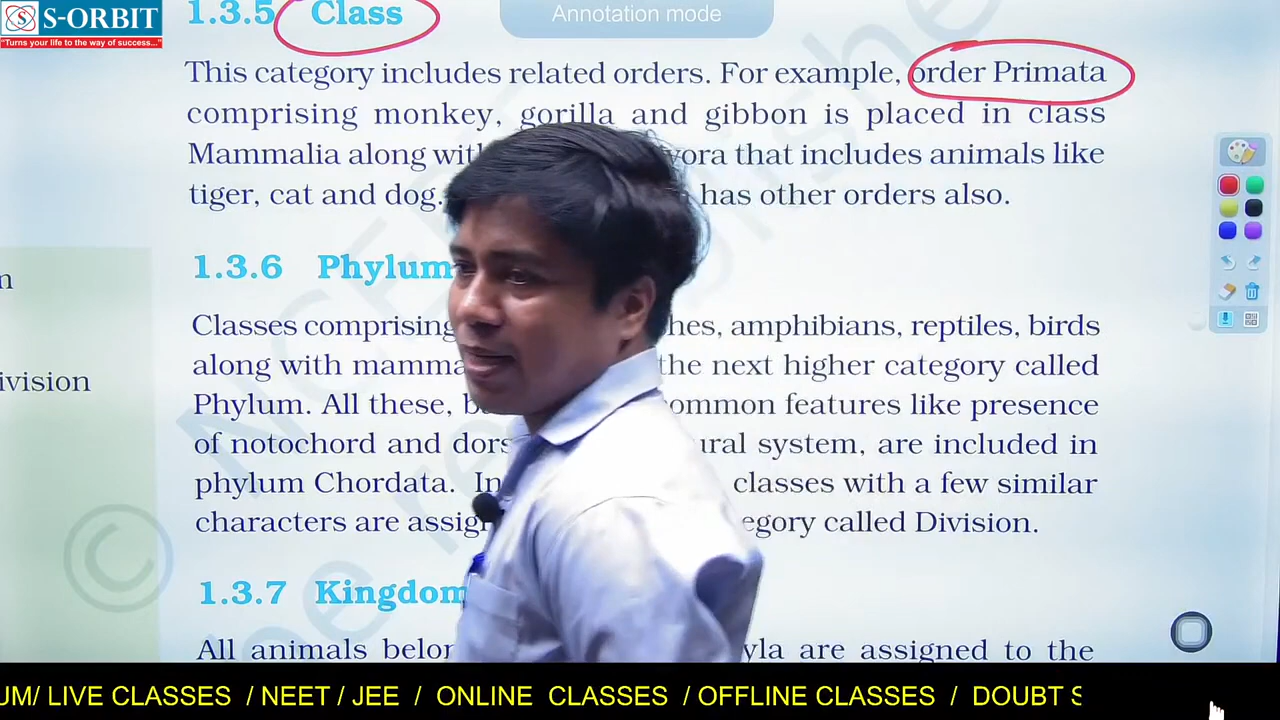 S
S-ORBIT
"Turns your life to the way of success..."
Annotation mode
1.3.5 Class
This category includes related orders. For example, order Primata
comprising monkey, gorilla and gibbon is placed in class
Mammalia along with vora that includes animals like
tiger, cat and dog. has other orders also.
1.3.6 Phylum
Classes comprising hes, amphibians, reptiles, birds
along with mamma the next higher category called
Phylum. All these, b ommon features like presence
of notochord and dors ural system, are included in
phylum Chordata. In classes with a few similar
characters are assig egory called Division.
n
ivision
1.3.7 Kingdom
All animals belon yla are assigned to the
©
UM/ LIVE CLASSES / NEET / JEE / ONLINE CLASSES / OFFLINE CLASSES / DOUBT S